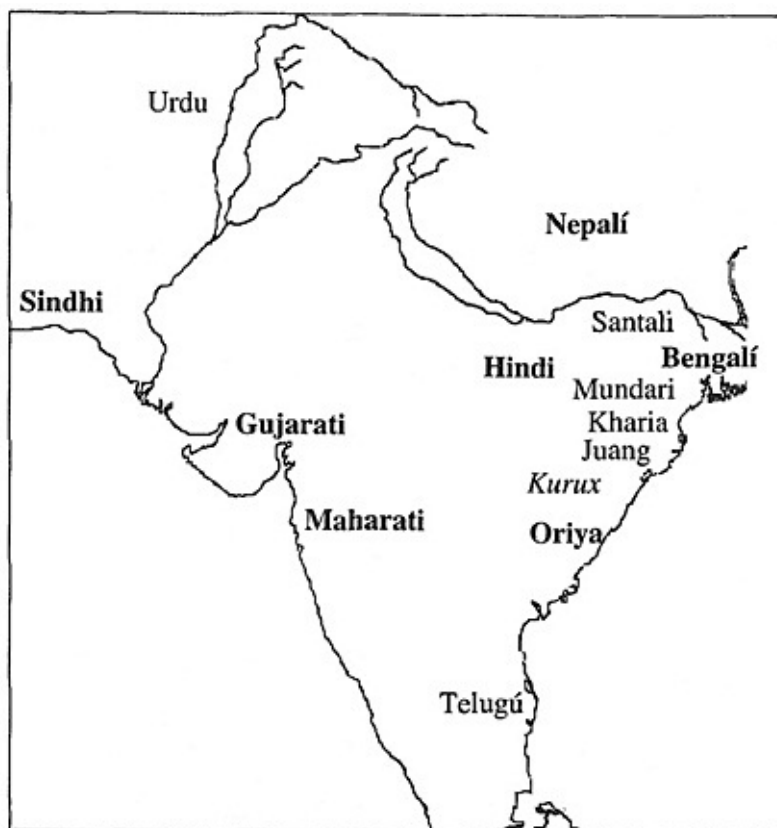 Urdu
Nepalí
Sindhi
Santali
Hindi
Bengalí
Mundari
Gujarati
Kharia
Juang
Kurux
Maharati
Oriya
Telugú